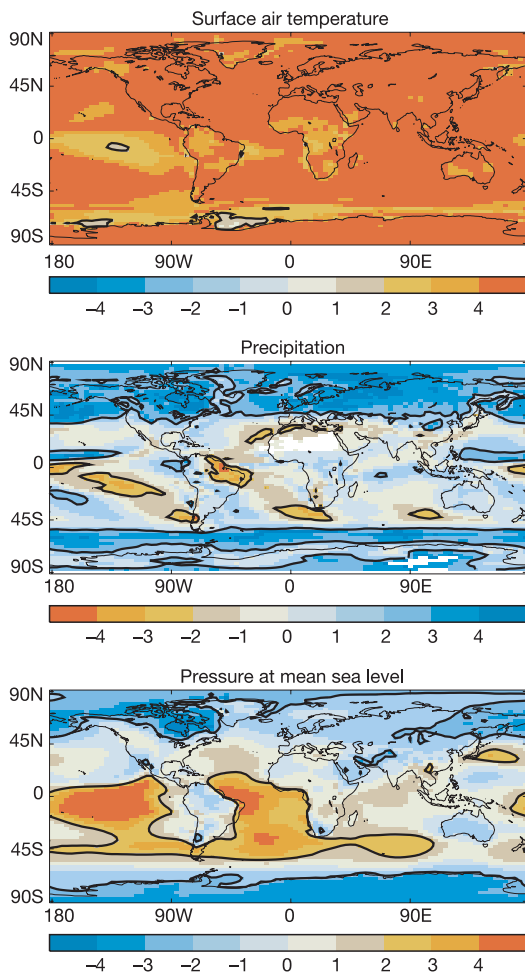 Surface air temperature
90N
45N
0
45S
90S
180 90W 0 90E
–4 –3 –2 –1 0 1 2 3 4
Precipitation
90N
45N
0
45S
90S
180 90W 0 90E
–4 –3 –2 –1 0 1 2 3 4
Pressure at mean sea level
90N
45N
0
45S
90S
180 90W 0 90E
–4 –3 –2 –1 0 1 2 3 4